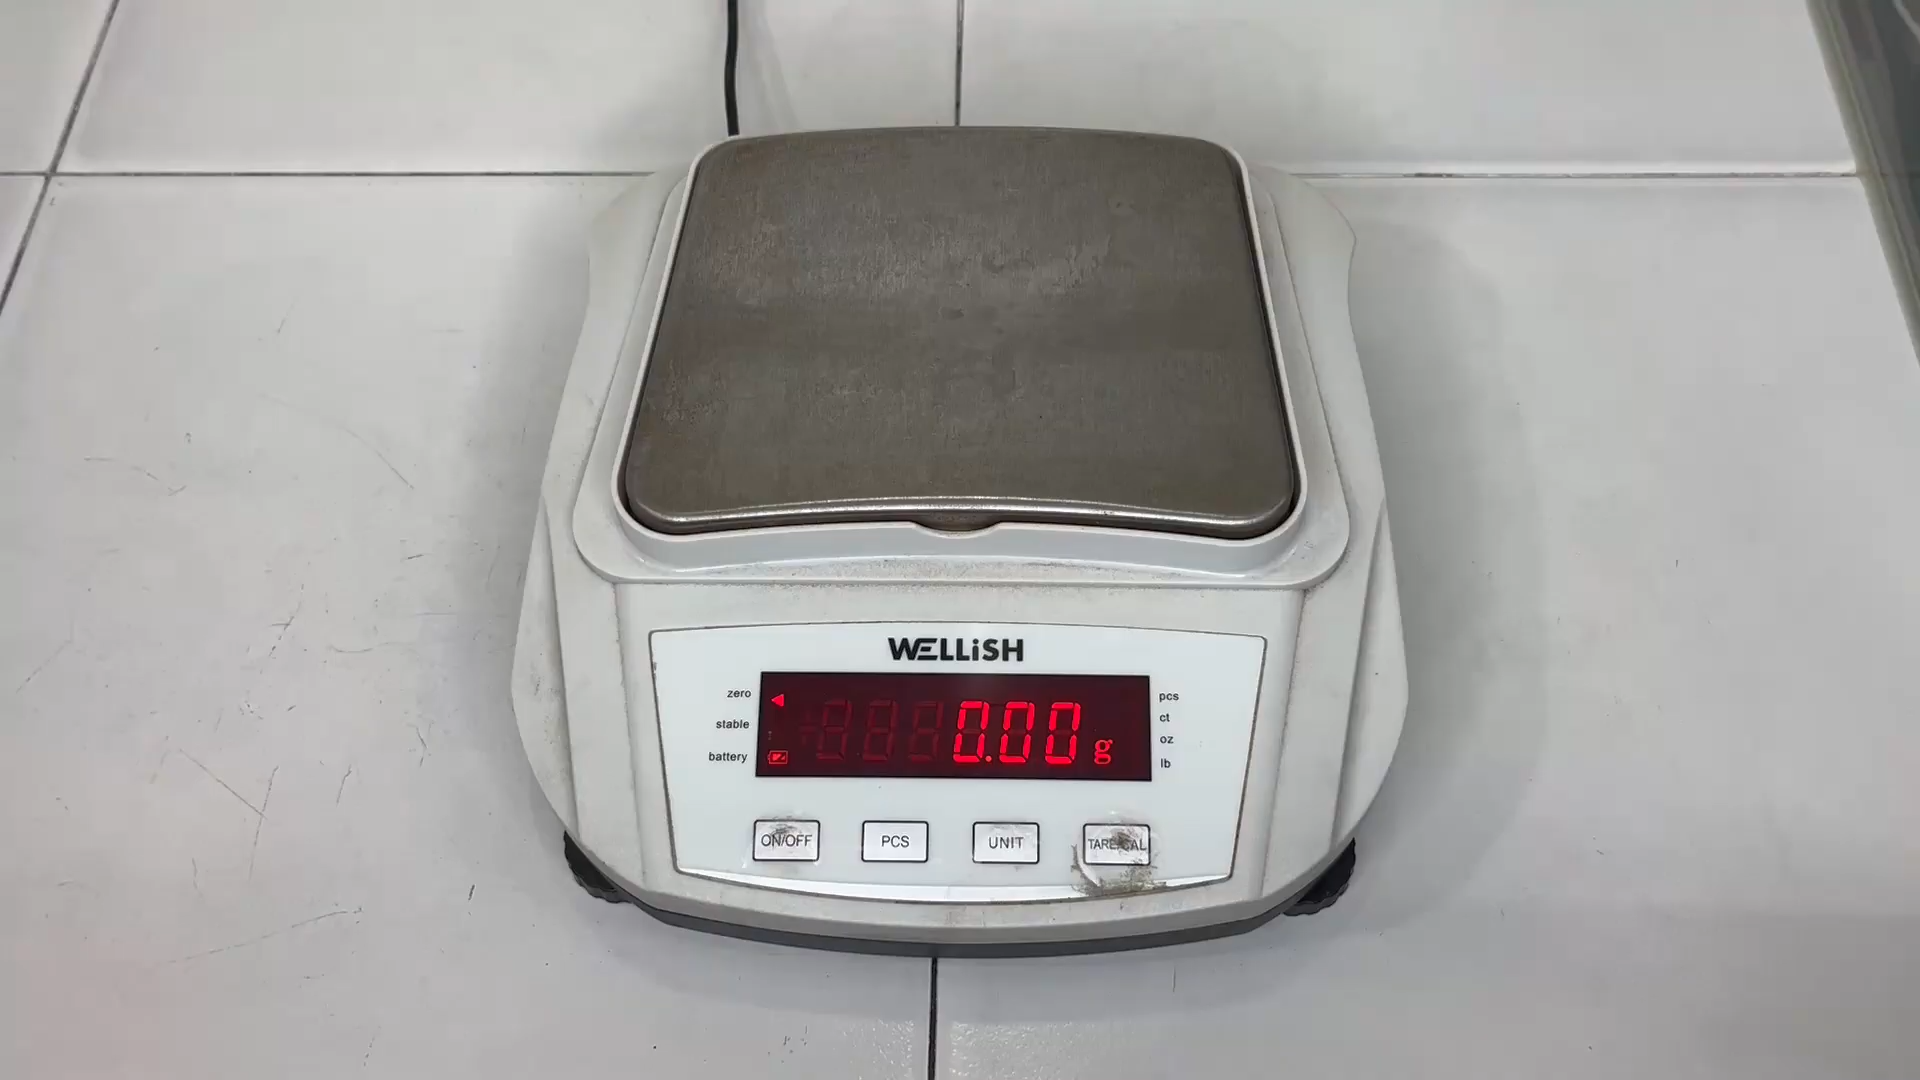 WELLiSH
zero
stable
battery
0.00 g
pcs
ct
oz
lb
ON/OFF
PCS
UNIT
TARE/CAL